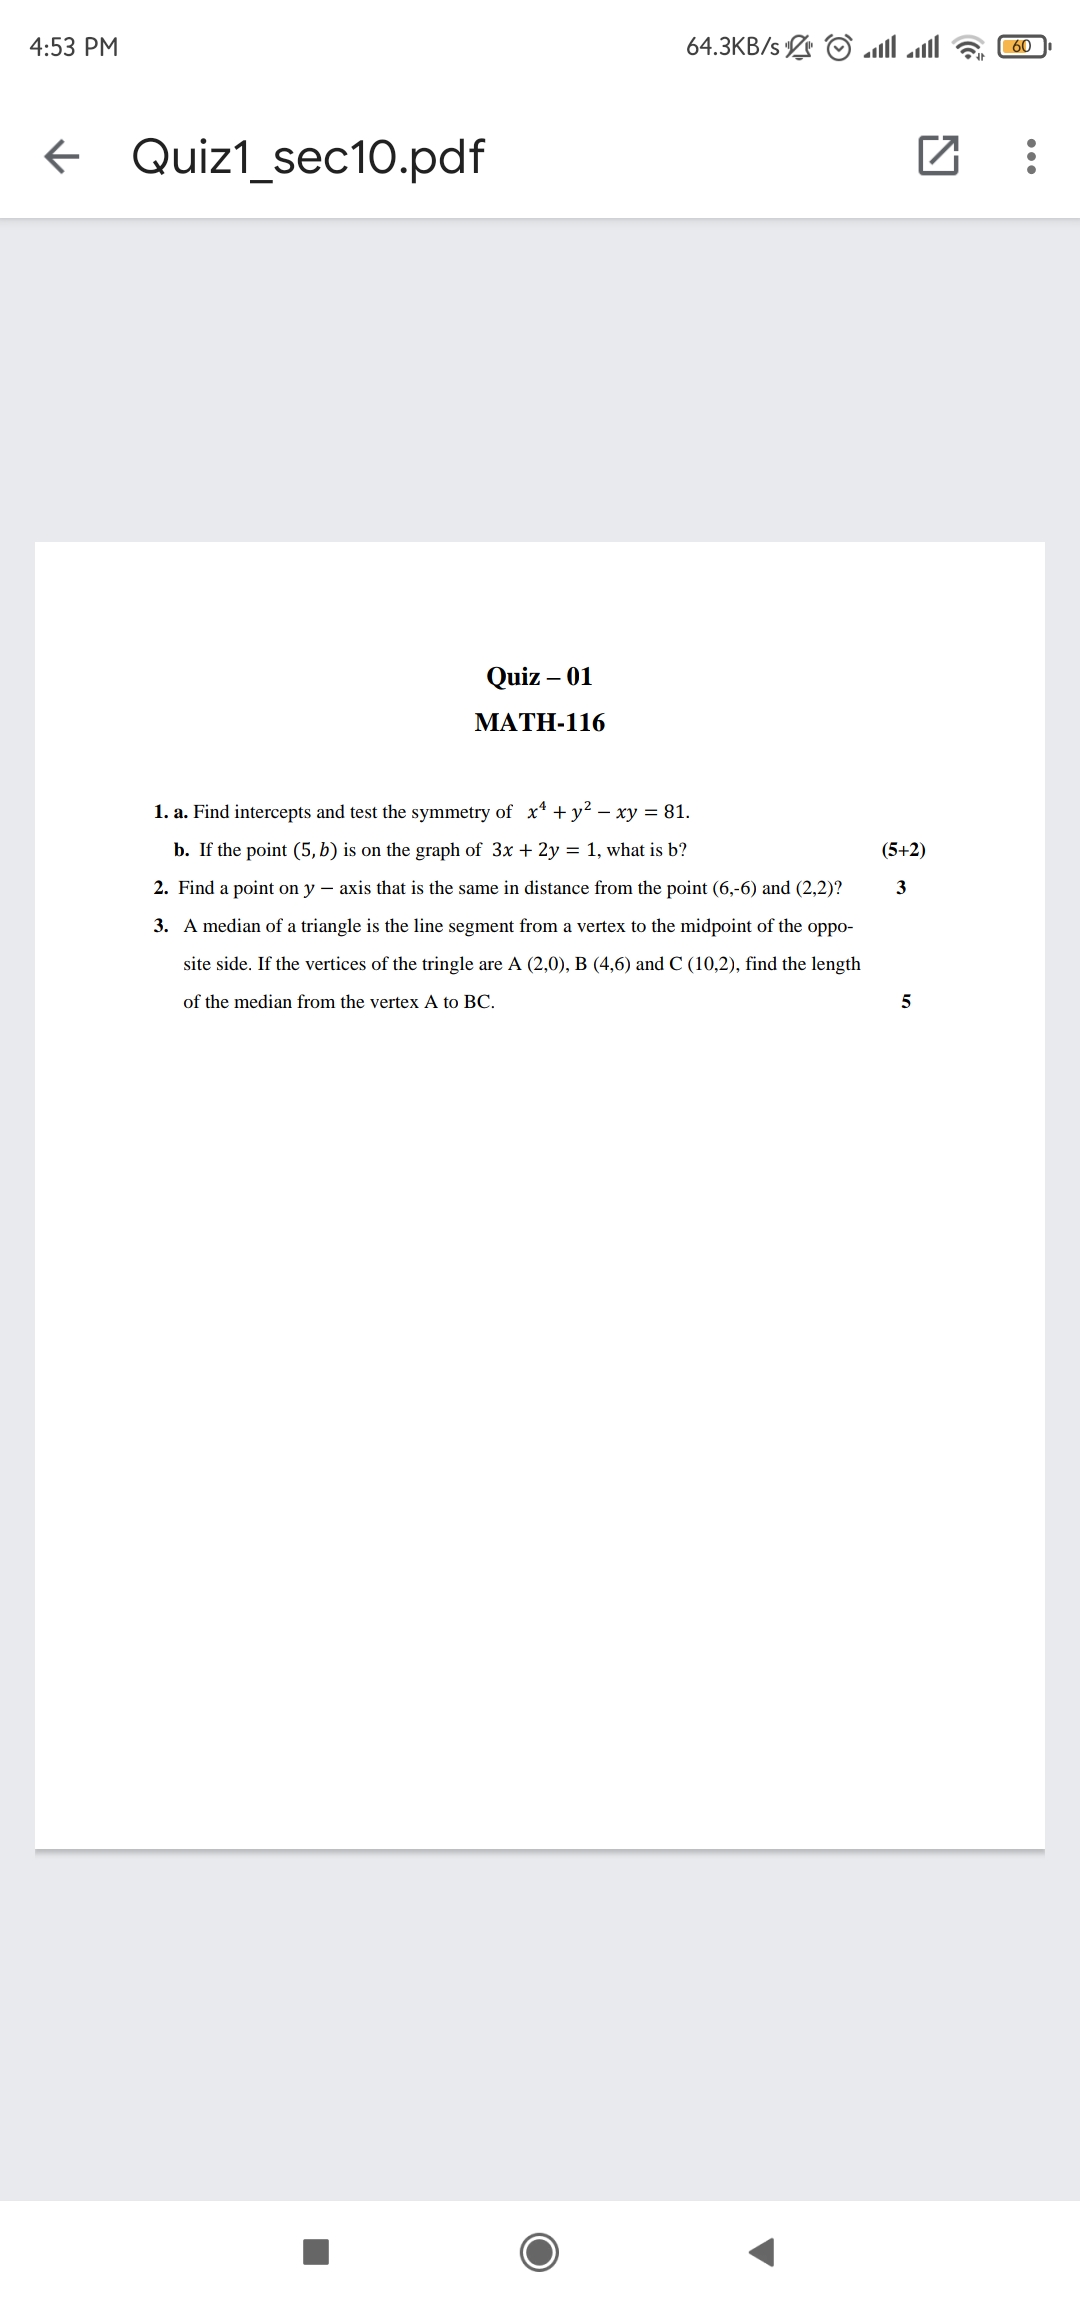 4:53 PM 64.3KB/s 60
Quiz1_sec10.pdf
Quiz – 01
MATH-116
1. a. Find intercepts and test the symmetry of x⁴ + y² − xy = 81.
b. If the point (5, b) is on the graph of 3x + 2y = 1, what is b? (5+2)
2. Find a point on y − axis that is the same in distance from the point (6,-6) and (2,2)? 3
3. A median of a triangle is the line segment from a vertex to the midpoint of the oppo-
site side. If the vertices of the tringle are A (2,0), B (4,6) and C (10,2), find the length
of the median from the vertex A to BC. 5